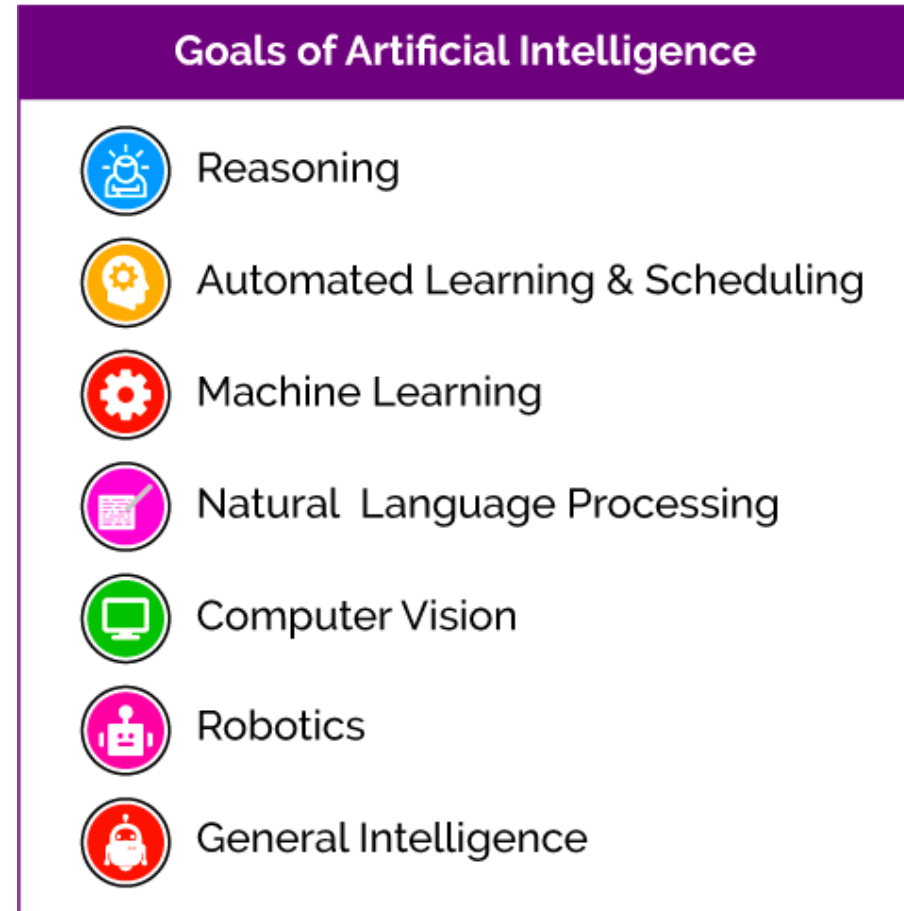 Goals of Artificial Intelligence
Reasoning
Automated Learning & Scheduling
Machine Learning
Natural  Language Processing
Computer Vision
Robotics
General Intelligence